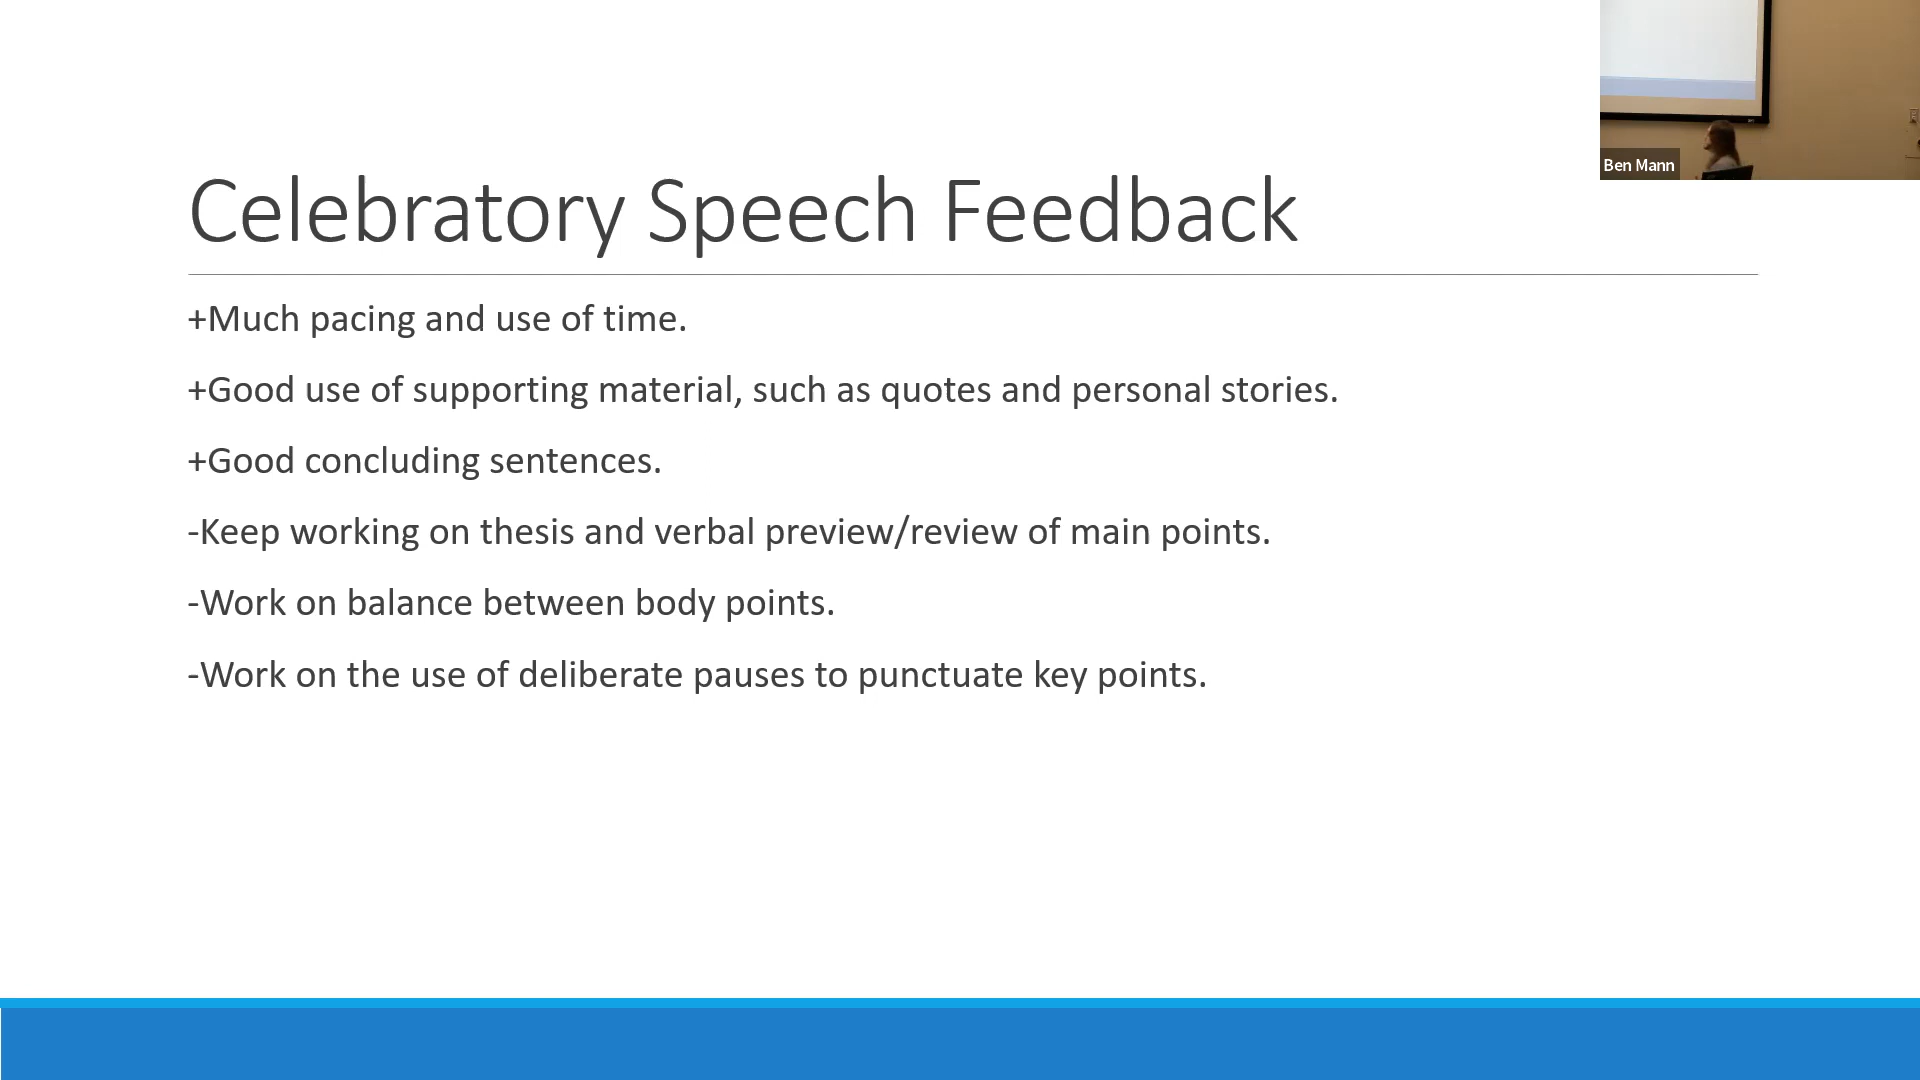 Ben Mann
Celebratory Speech Feedback
+Much pacing and use of time.
+Good use of supporting material, such as quotes and personal stories.
+Good concluding sentences.
-Keep working on thesis and verbal preview/review of main points.
-Work on balance between body points.
-Work on the use of deliberate pauses to punctuate key points.